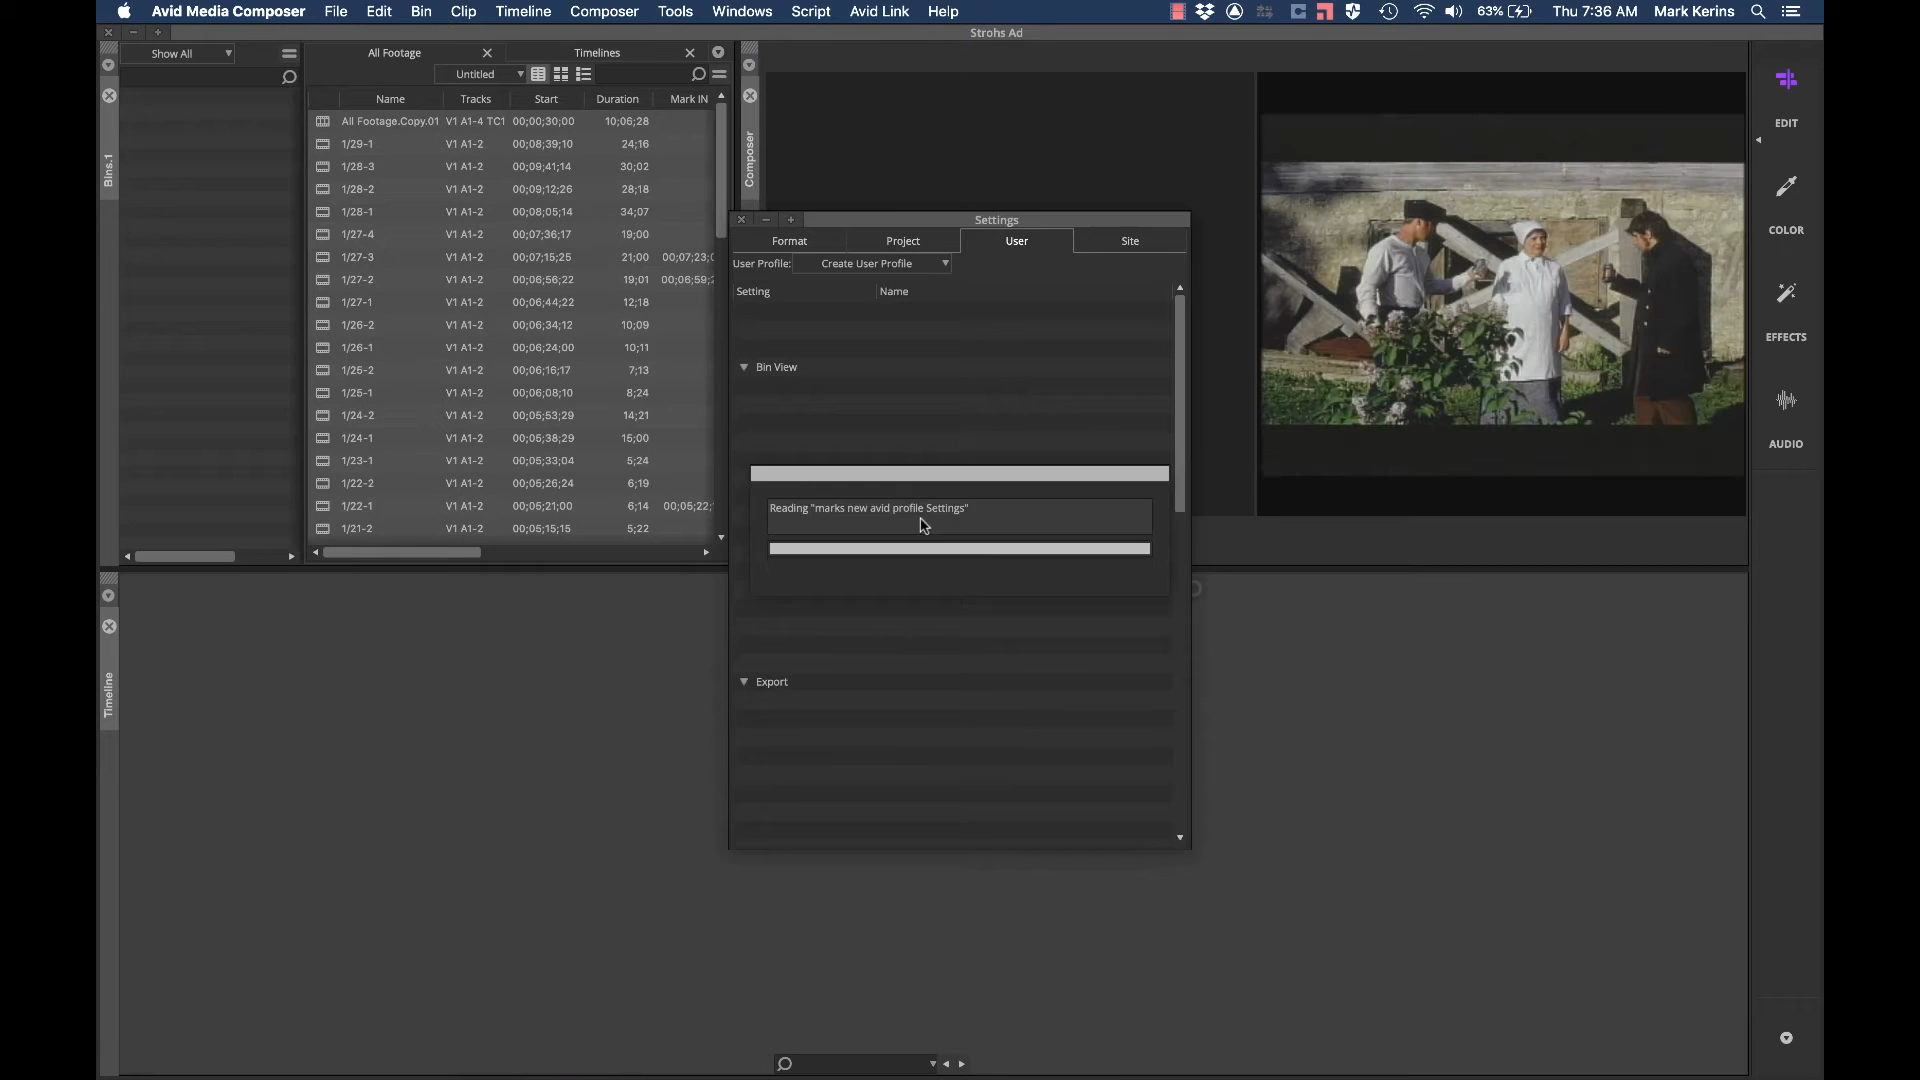 Avid Media Composer File Edit Bin Clip Timeline Composer Tools Windows Script Avid Link Help 63% Thu 7:36 AM Mark Kerins
Strohs Ad
Show All
All Footage Timelines
Untitled
Name Tracks Start Duration Mark IN
All Footage.Copy.01 V1 A1-4 TC1 00;00;30;00 10;06;28
1/29-1 V1 A1-2 00;08;39;10 24;16
1/28-3 V1 A1-2 00;09;41;14 30;02
1/28-2 V1 A1-2 00;09;12;26 28;18
1/28-1 V1 A1-2 00;08;05;14 34;07
1/27-4 V1 A1-2 00;07;36;17 19;00
1/27-3 V1 A1-2 00;07;15;25 21;00 00;07;23;0
1/27-2 V1 A1-2 00;06;56;22 19;01 00;06;59;2
1/27-1 V1 A1-2 00;06;44;22 12;18
1/26-2 V1 A1-2 00;06;34;12 10;09
1/26-1 V1 A1-2 00;06;24;00 10;11
1/25-2 V1 A1-2 00;06;16;17 7;13
1/25-1 V1 A1-2 00;06;08;10 8;24
1/24-2 V1 A1-2 00;05;53;29 14;21
1/24-1 V1 A1-2 00;05;38;29 15;00
1/23-1 V1 A1-2 00;05;33;04 5;24
1/22-2 V1 A1-2 00;05;26;24 6;19
1/22-1 V1 A1-2 00;05;21;00 6;14 00;05;22;
1/21-2 V1 A1-2 00;05;15;15 5;22
Bins.1
Composer
Timeline
Settings
Format Project User Site
User Profile: Create User Profile
Setting Name
Bin View
Reading "marks new avid profile Settings"
Export
EDIT
COLOR
EFFECTS
AUDIO